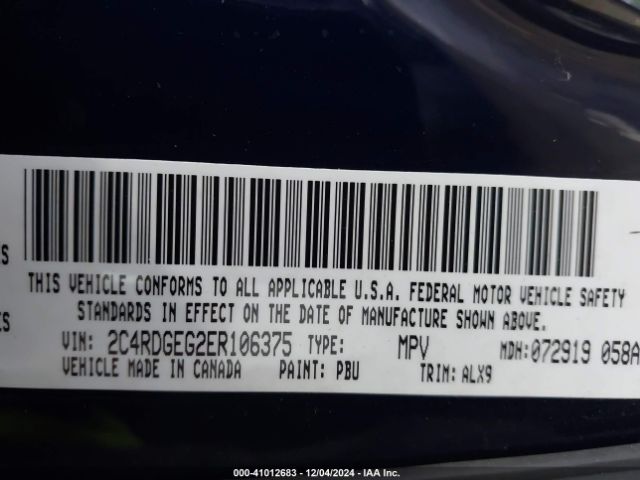 S
THIS VEHICLE CONFORMS TO ALL APPLICABLE U.S.A. FEDERAL MOTOR VEHICLE SAFETY
STANDARDS IN EFFECT ON THE DATE OF MANUFACTURE SHOWN ABOVE.
ES
VIN: 2C4RDGEG2ER106375 TYPE: MPV MDH:072919 058A
VEHICLE MADE IN CANADA PAINT: PBU TRIM: ALX9
000-41012683 - 12/04/2024 - IAA Inc.